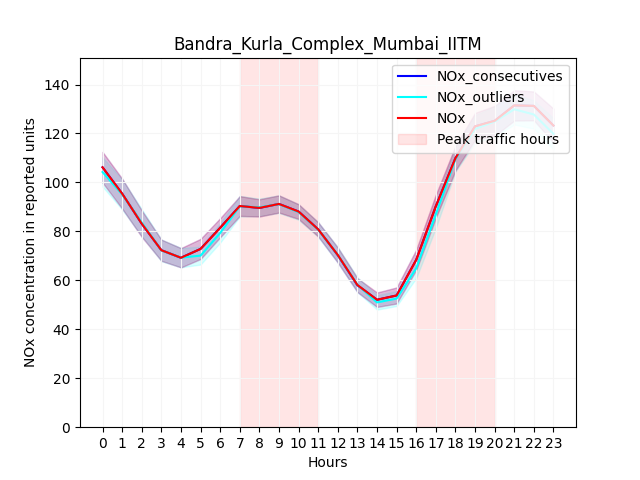 Bandra_Kurla_Complex_Mumbai_IITM
NOx concentration in reported units
140
120
100
80
60
40
20
0
NOx_consecutives
NOx_outliers
NOx
Peak traffic hours
0 1 2 3 4 5 6 7 8 9 10 11 12 13 14 15 16 17 18 19 20 21 22 23
Hours